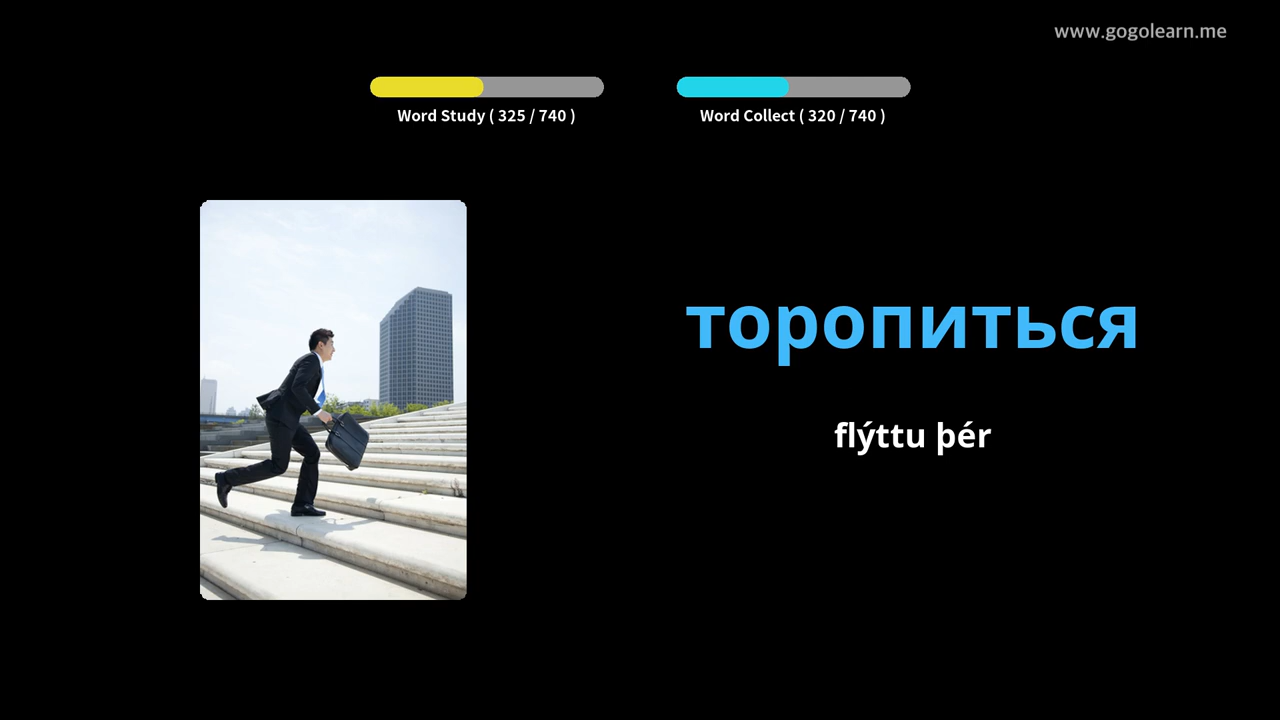 www.gogolearn.me
Word Study ( 325 / 740 )
Word Collect ( 320 / 740 )
торопиться
flýttu þér